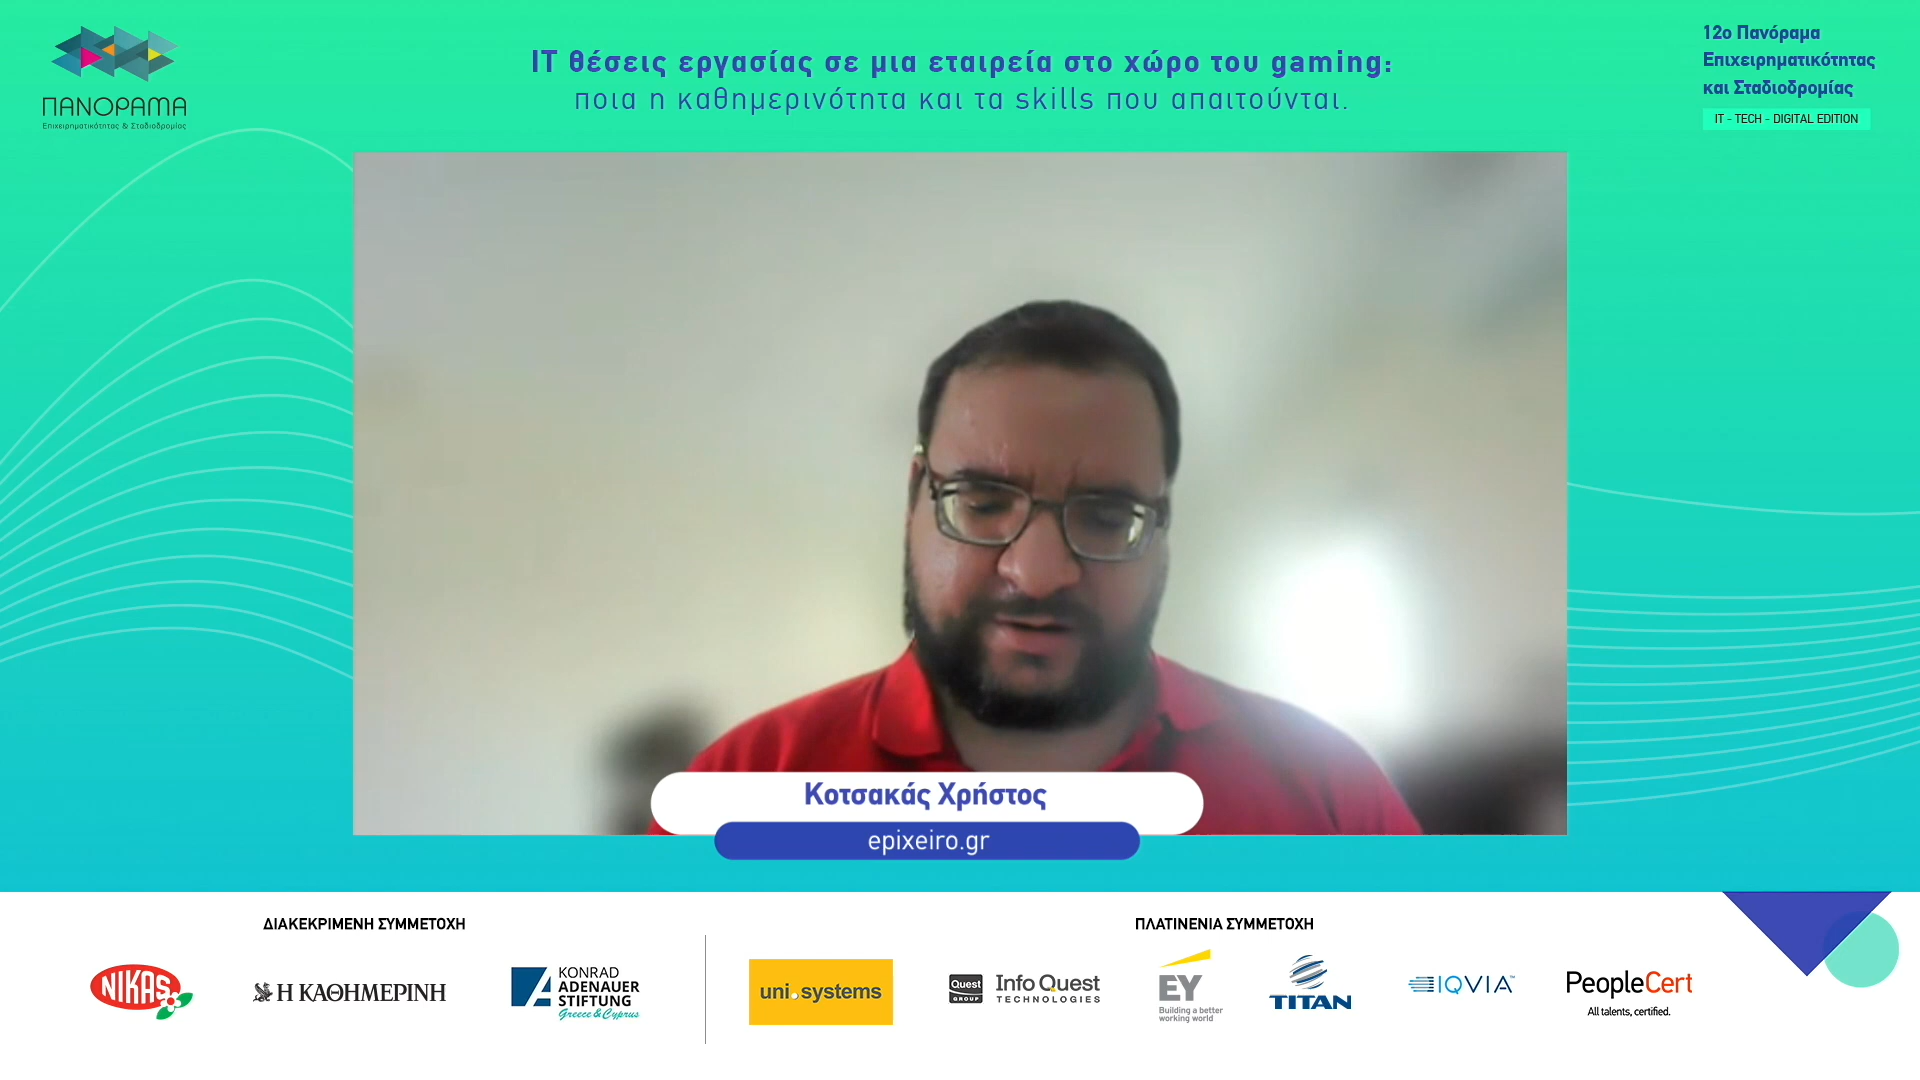 ΠΑΝΟΡΑΜΑ
Επιχειρηματικότητας & Σταδιοδρομίας
IT θέσεις εργασίας σε μια εταιρεία στο χώρο του gaming:
ποια η καθημερινότητα και τα skills που απαιτούνται.
12ο Πανόραμα
Επιχειρηματικότητας
και Σταδιοδρομίας
IT - TECH - DIGITAL EDITION
Κοτσακάς Χρήστος
epixeiro.gr
ΔΙΑΚΕΚΡΙΜΕΝΗ ΣΥΜΜΕΤΟΧΗ
ΠΛΑΤΙΝΕΝΙΑ ΣΥΜΜΕΤΟΧΗ
NIKAS
Η ΚΑΘΗΜΕΡΙΝΗ
KONRAD
ADENAUER
STIFTUNG
Greece & Cyprus
uni.systems
Quest
GROUP
Info Quest
TECHNOLOGIES
EY
Building a better
working world
TITAN
IQVIA™
PeopleCert
All talents, certified.